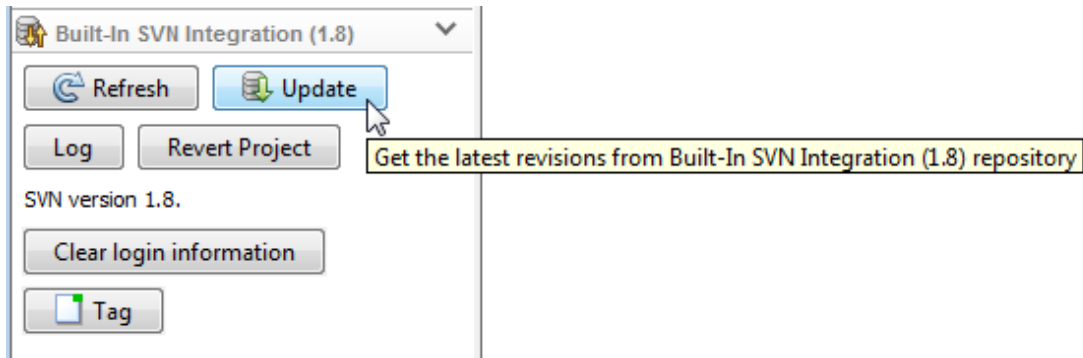 Built-In SVN Integration (1.8)
Refresh Update
Log Revert Project
Get the latest revisions from Built-In SVN Integration (1.8) repository
SVN version 1.8.
Clear login information
Tag